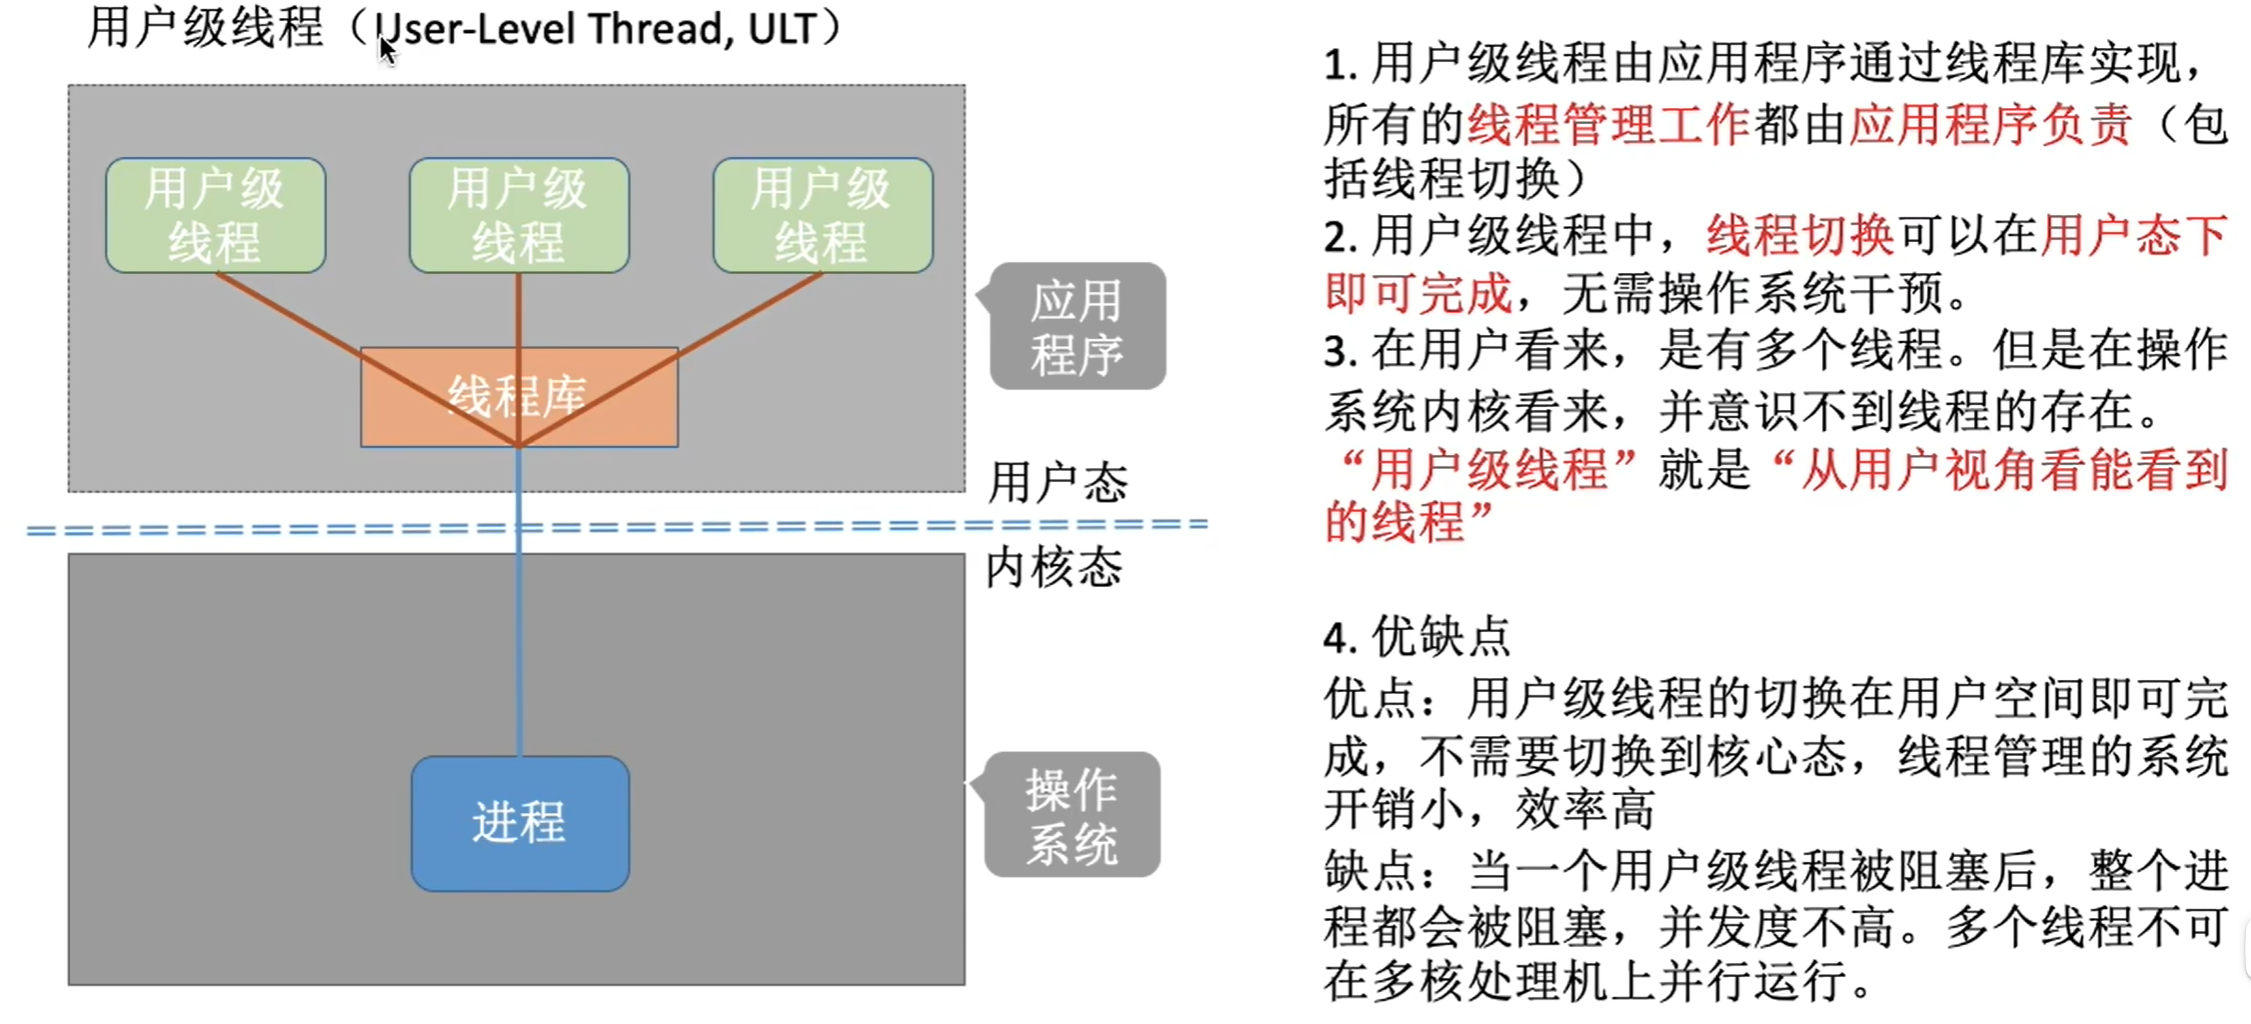 用户级线程（User-Level Thread, ULT）
用户级
线程
用户级
线程
用户级
线程
线程库
应用
程序
用户态
内核态
进程
操作
系统
1. 用户级线程由应用程序通过线程库实现，
所有的线程管理工作都由应用程序负责（包
括线程切换）
2. 用户级线程中，线程切换可以在用户态下
即可完成，无需操作系统干预。
3. 在用户看来，是有多个线程。但是在操作
系统内核看来，并意识不到线程的存在。
“用户级线程”就是“从用户视角看能看到
的线程”
4. 优缺点
优点：用户级线程的切换在用户空间即可完
成，不需要切换到核心态，线程管理的系统
开销小，效率高
缺点：当一个用户级线程被阻塞后，整个进
程都会被阻塞，并发度不高。多个线程不可
在多核处理机上并行运行。